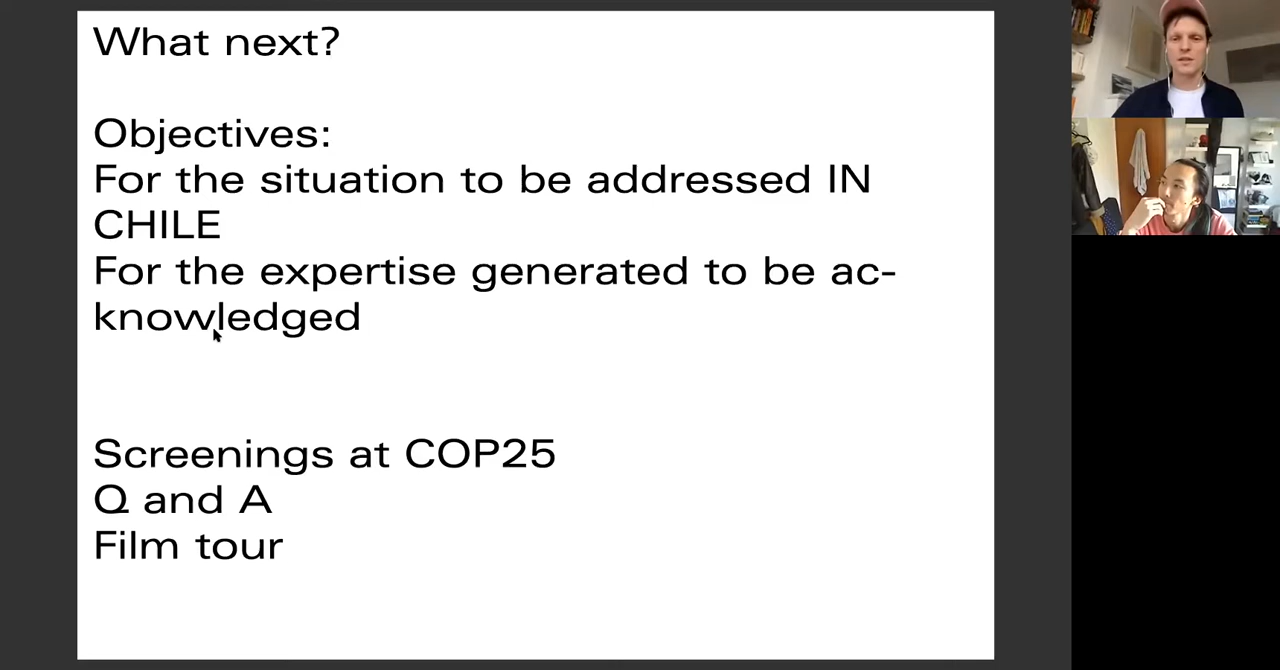 What next?
Objectives:
For the situation to be addressed IN
CHILE
For the expertise generated to be ac-
knowledged
Screenings at COP25
Q and A
Film tour